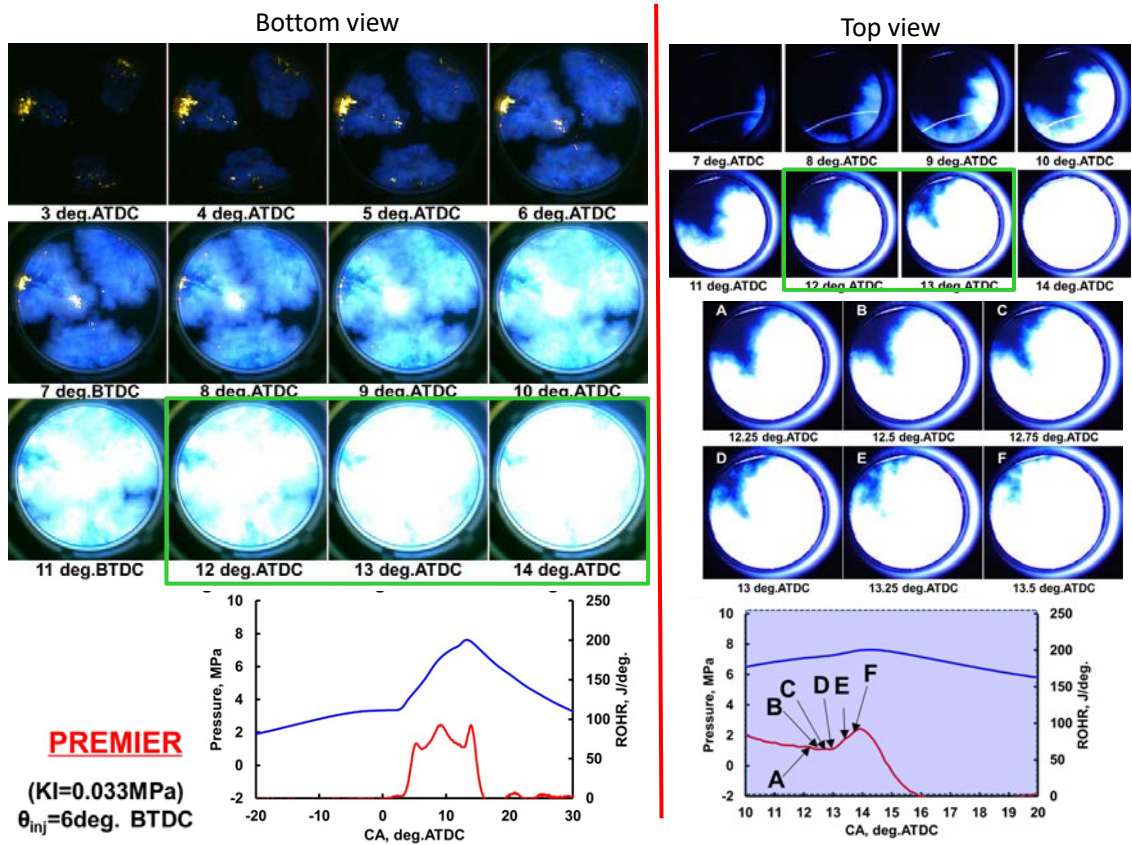 Bottom view
3 deg.ATDC 4 deg.ATDC 5 deg.ATDC 6 deg.ATDC
7 deg.BTDC 8 deg.ATDC 9 deg.ATDC 10 deg.ATDC
11 deg.BTDC 12 deg.ATDC 13 deg.ATDC 14 deg.ATDC
PREMIER
(KI=0.033MPa)
θinj=6deg. BTDC
Pressure, MPa
10
8
6
4
2
0
-2
ROHR, J/deg.
250
200
150
100
50
0
-20 -10 0 10 20 30
CA, deg.ATDC
Top view
7 deg.ATDC 8 deg.ATDC 9 deg.ATDC 10 deg.ATDC
11 deg.ATDC 12 deg.ATDC 13 deg.ATDC 14 deg.ATDC
A B C
12.25 deg.ATDC 12.5 deg.ATDC 12.75 deg.ATDC
D E F
13 deg.ATDC 13.25 deg.ATDC 13.5 deg.ATDC
Pressure, MPa
10
8
6
4
2
0
-2
A B C D E F
ROHR, J/deg.
250
200
150
100
50
0
10 11 12 13 14 15 16 17 18 19 20
CA, deg.ATDC